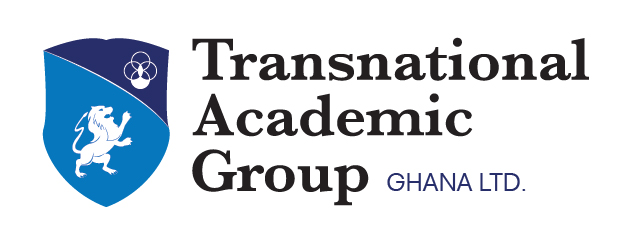 Transnational
Academic
Group GHANA LTD.